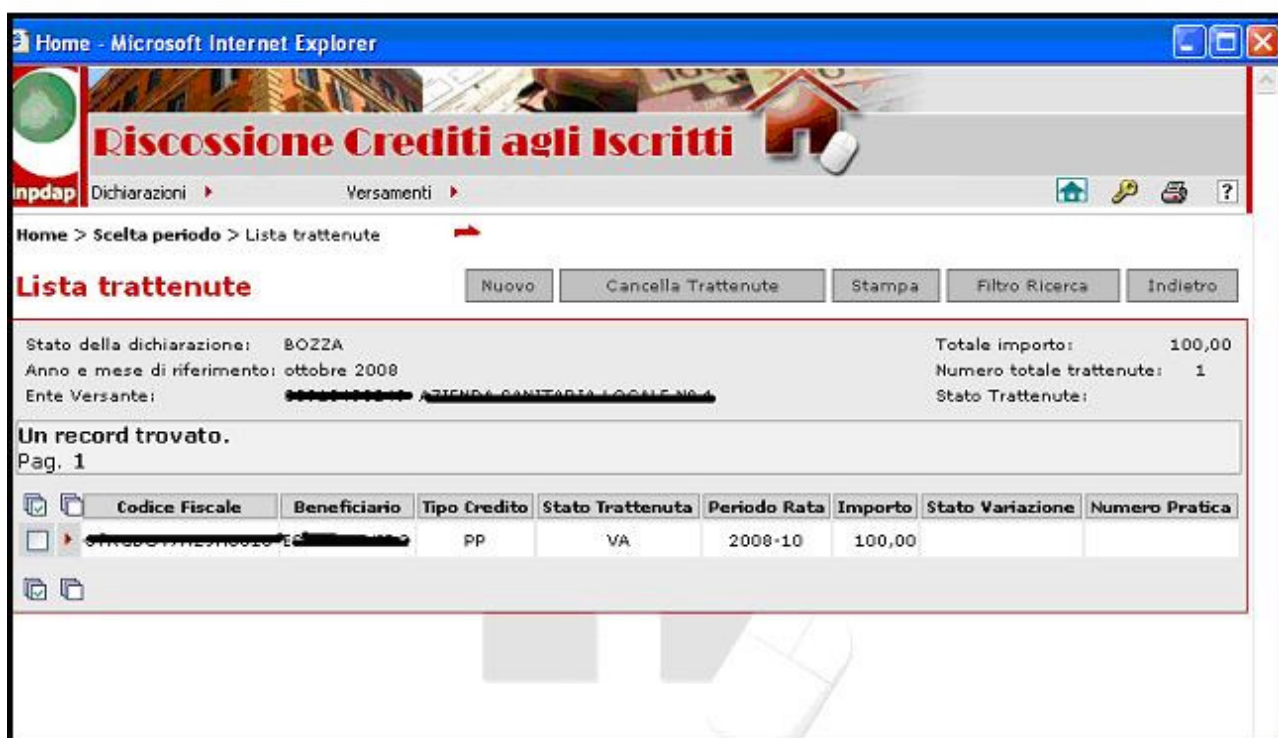 Home - Microsoft Internet Explorer
Riscossione Crediti agli Iscritti
inpdap Dichiarazioni Versamenti ?
Home > Scelta periodo > Lista trattenute
Lista trattenute Nuovo Cancella Trattenute Stampa Filtro Ricerca Indietro
Stato della dichiarazione: BOZZA Totale importo: 100,00
Anno e mese di riferimento: ottobre 2008 Numero totale trattenute: 1
Ente Versante: Stato Trattenute:
Un record trovato.
Pag. 1
Codice Fiscale Beneficiario Tipo Credito Stato Trattenuta Periodo Rata Importo Stato Variazione Numero Pratica
PP VA 2008-10 100,00